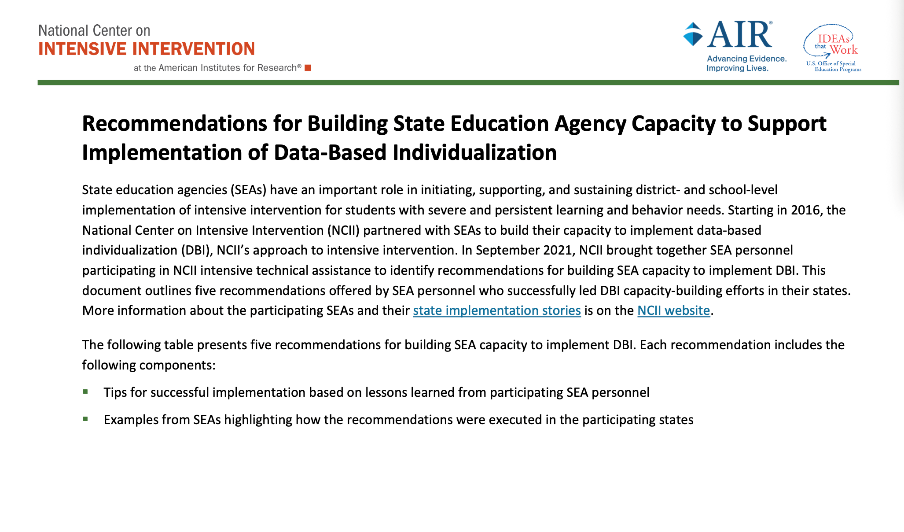 National Center on
INTENSIVE INTERVENTION
at the American Institutes for Research®
AIR®
Advancing Evidence.
Improving Lives.
IDEAs
that
Work
U.S. Office of Special
Education Programs
Recommendations for Building State Education Agency Capacity to Support
Implementation of Data-Based Individualization
State education agencies (SEAs) have an important role in initiating, supporting, and sustaining district- and school-level
implementation of intensive intervention for students with severe and persistent learning and behavior needs. Starting in 2016, the
National Center on Intensive Intervention (NCII) partnered with SEAs to build their capacity to implement data-based
individualization (DBI), NCII’s approach to intensive intervention. In September 2021, NCII brought together SEA personnel
participating in NCII intensive technical assistance to identify recommendations for building SEA capacity to implement DBI. This
document outlines five recommendations offered by SEA personnel who successfully led DBI capacity-building efforts in their states.
More information about the participating SEAs and their state implementation stories is on the NCII website.
The following table presents five recommendations for building SEA capacity to implement DBI. Each recommendation includes the
following components:
▪ Tips for successful implementation based on lessons learned from participating SEA personnel
▪ Examples from SEAs highlighting how the recommendations were executed in the participating states